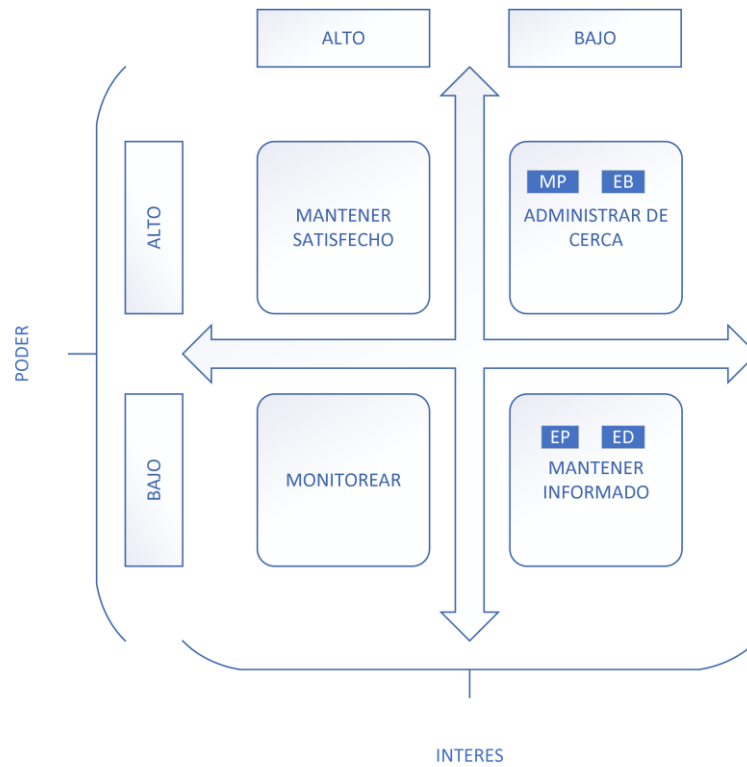 ALTO
BAJO
ALTO
MANTENER
SATISFECHO
MP
EB
ADMINISTRAR DE
CERCA
PODER
BAJO
MONITOREAR
EP
ED
MANTENER
INFORMADO
INTERES